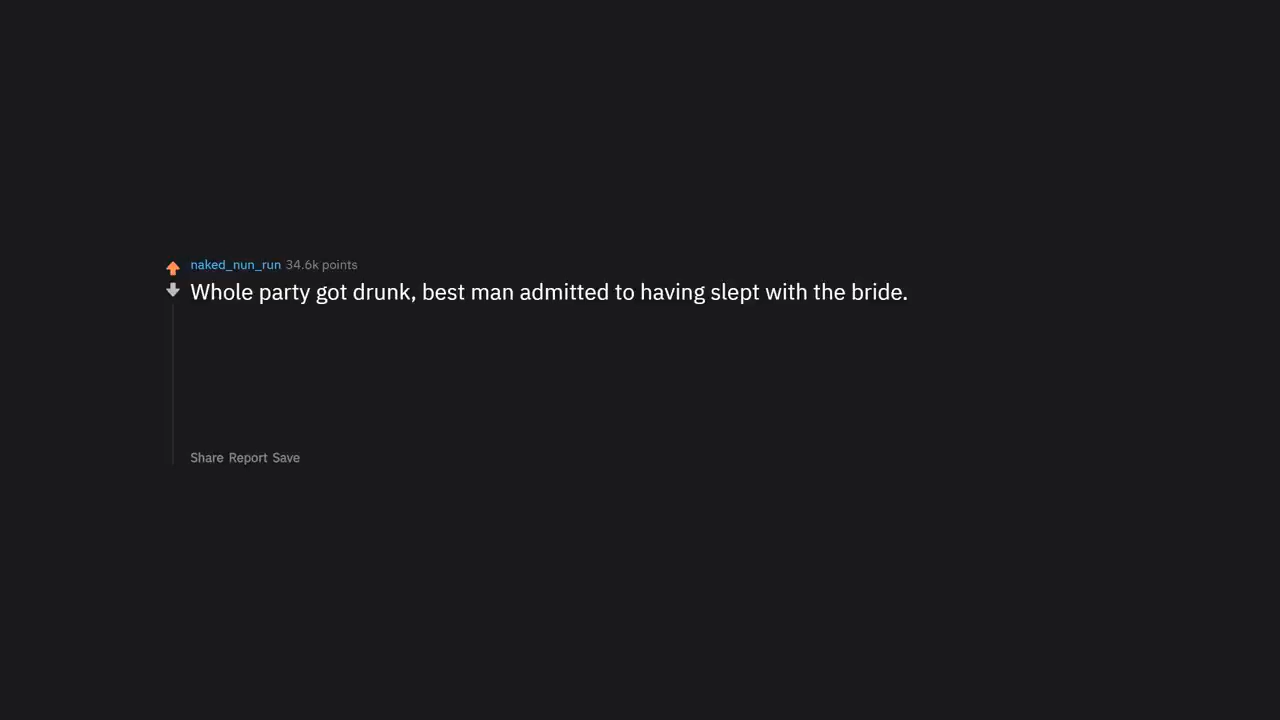 naked_nun_run 34.6k points
Whole party got drunk, best man admitted to having slept with the bride.
Share Report Save